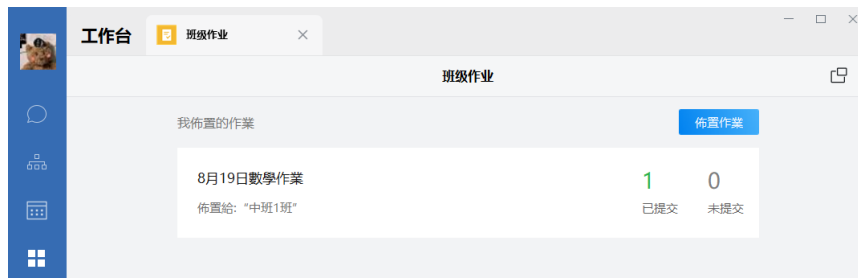 工作台
班级作业
班级作业
我佈置的作業
佈置作業
8月19日數學作業
1
0
佈置給: “中班1班”
已提交
未提交